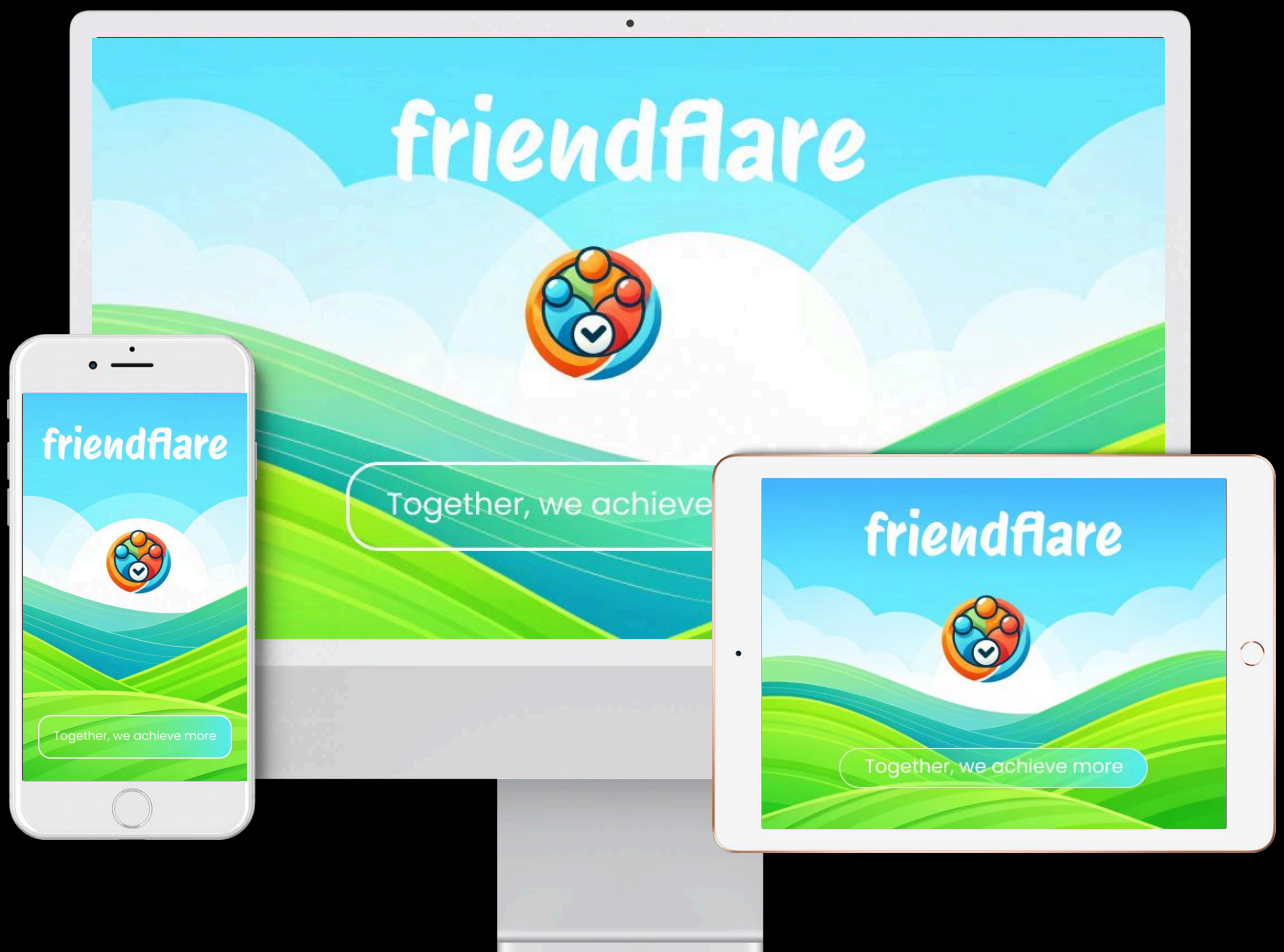 friendflare
Together, we achieve
friendflare
Together, we achieve more
friendflare
Together, we achieve more